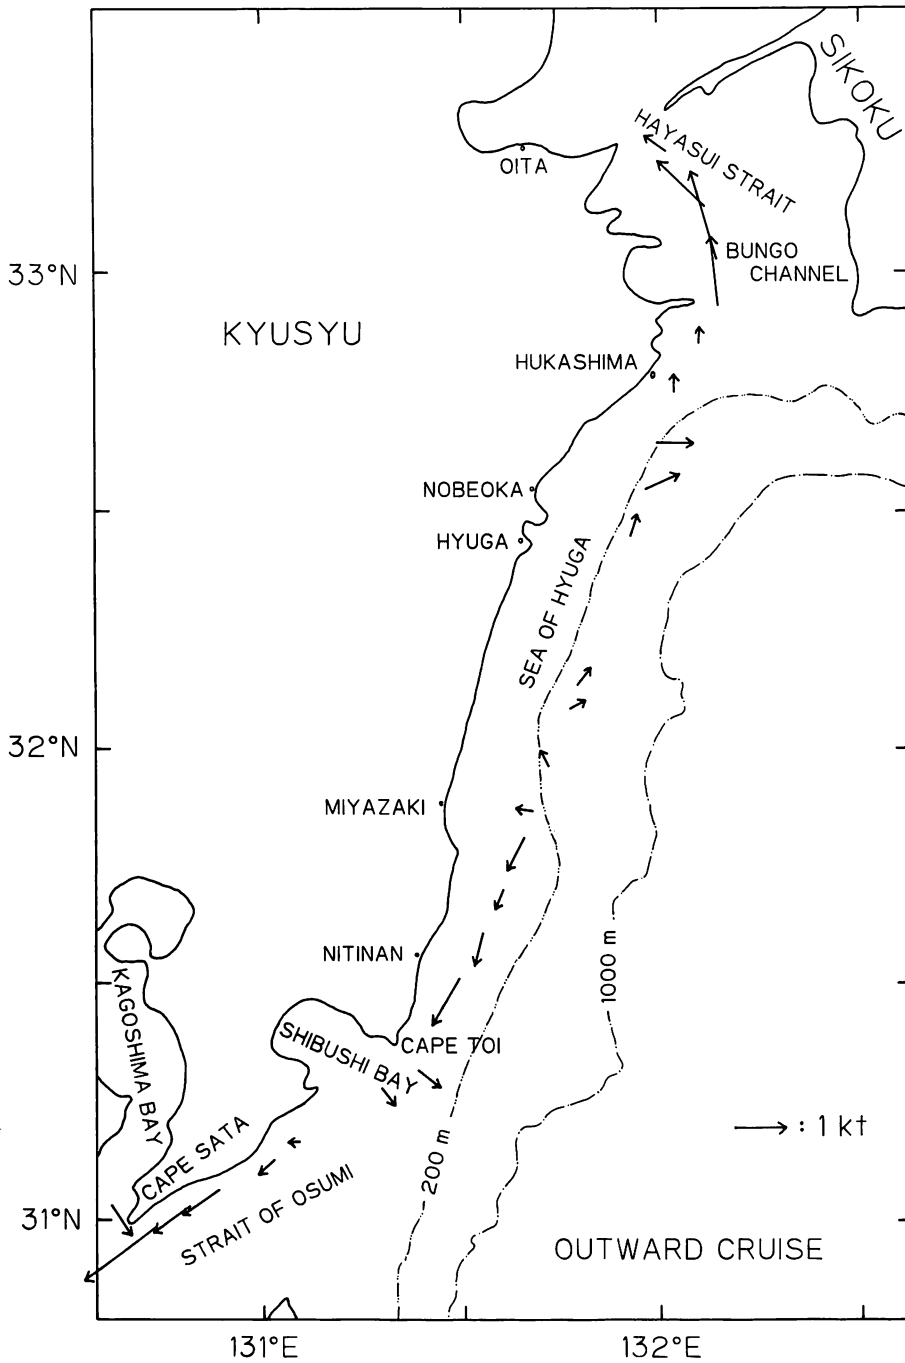 SIKOKU
HAYASUI STRAIT
OITA
BUNGO
CHANNEL
33°N
KYUSYU
HUKASHIMA
NOBEOKA
HYUGA
SEA OF HYUGA
32°N
MIYAZAKI
NITINAN
1000 m
KAGOSHIMA BAY
SHIBUSHI BAY
CAPE TOI
: 1 kt
200 m
CAPE SATA
STRAIT OF OSUMI
31°N
OUTWARD CRUISE
131°E
132°E